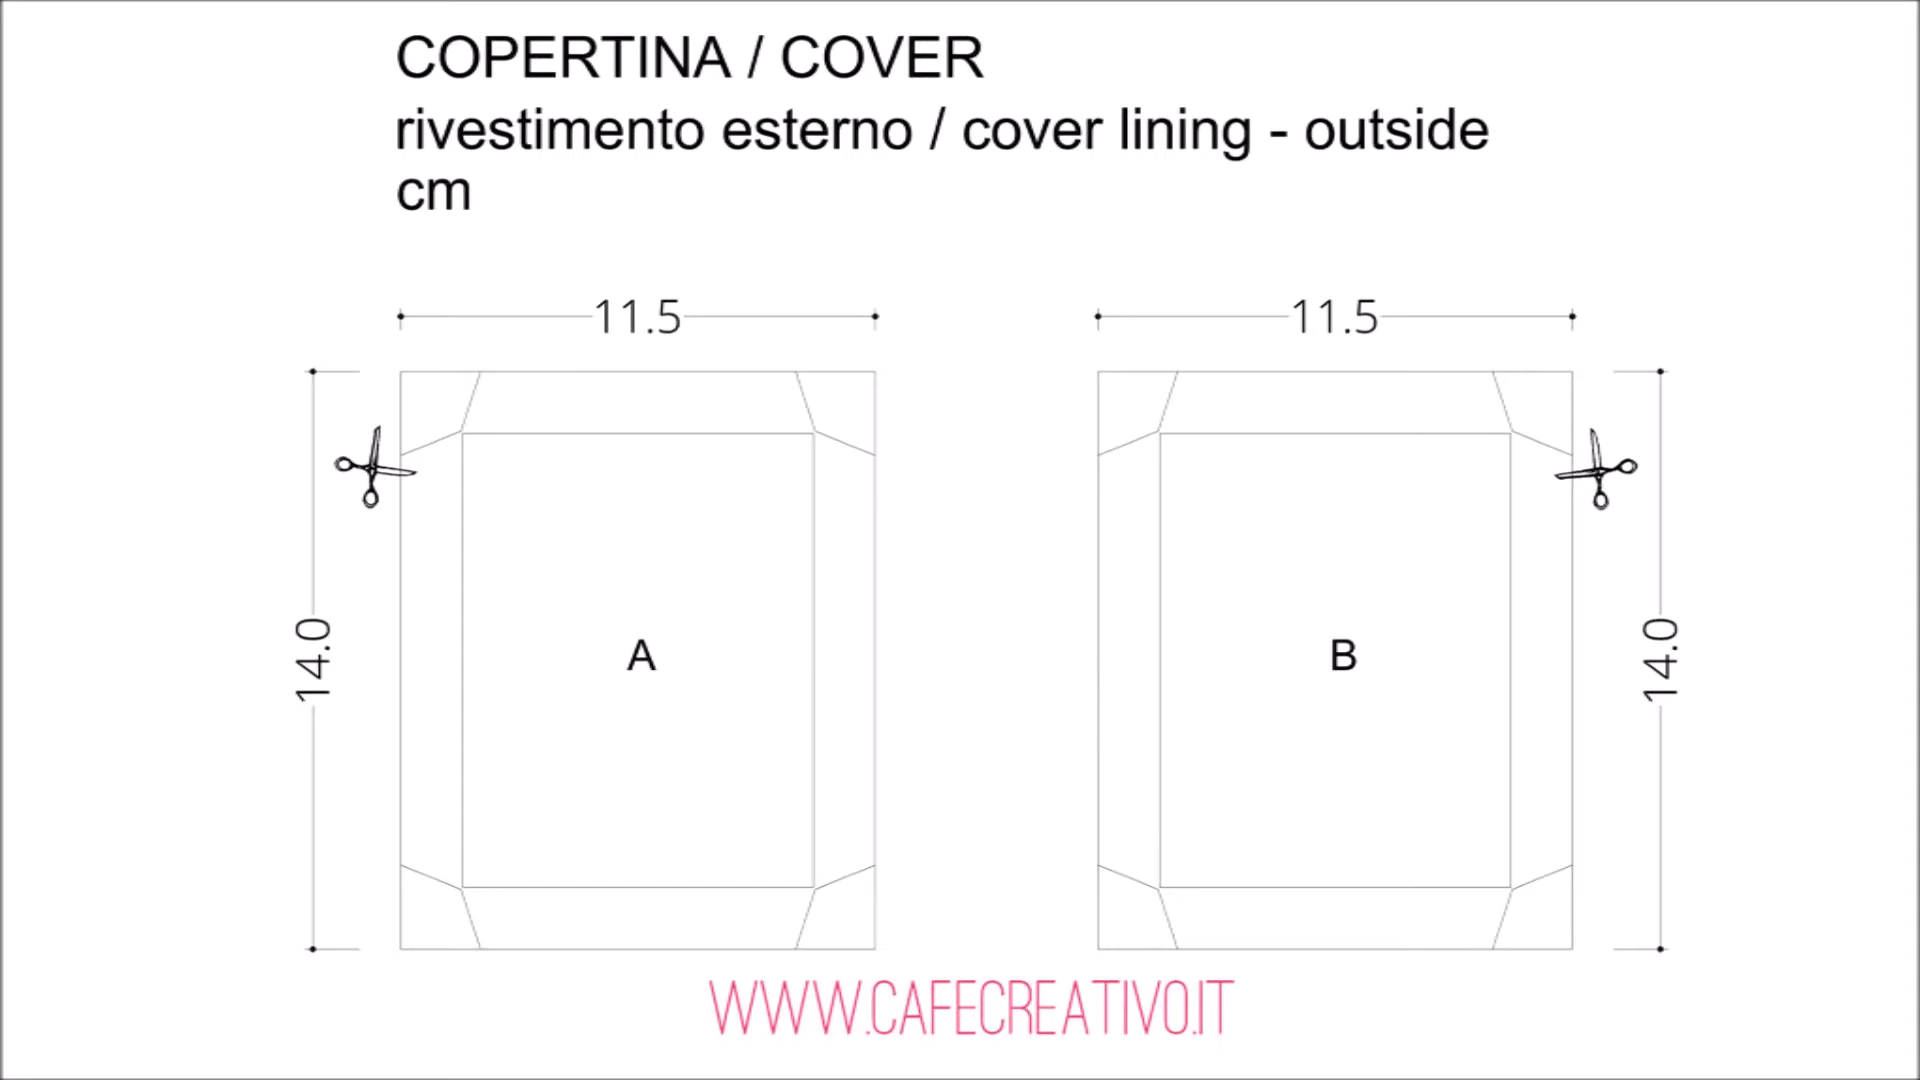 COPERTINA / COVER
rivestimento esterno / cover lining - outside
cm
11.5
11.5
14.0
A
B
14.0
WWW.CAFECREATIVO.IT